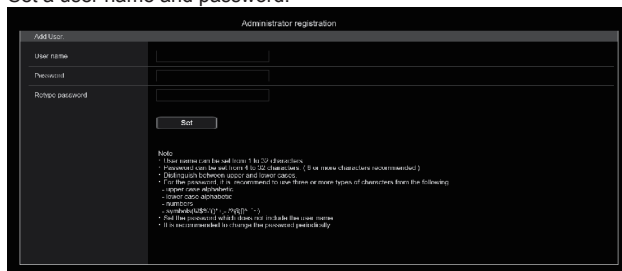 Set a user name and password.
Administrator registration
Add User.
User name
Password
Retype password
Set
Note
・User name can be set from 1 to 32 characters.
・Password can be set from 4 to 32 characters. ( 8 or more characters recommended )
・Distinguish between upper and lower cases.
・For the password, it is recommend to use three or more types of characters from the following
- upper case alphabetic
- lower case alphabetic
- numbers
- symbols
・Set the password which does not include the user name
・It is recommended to change the password periodically